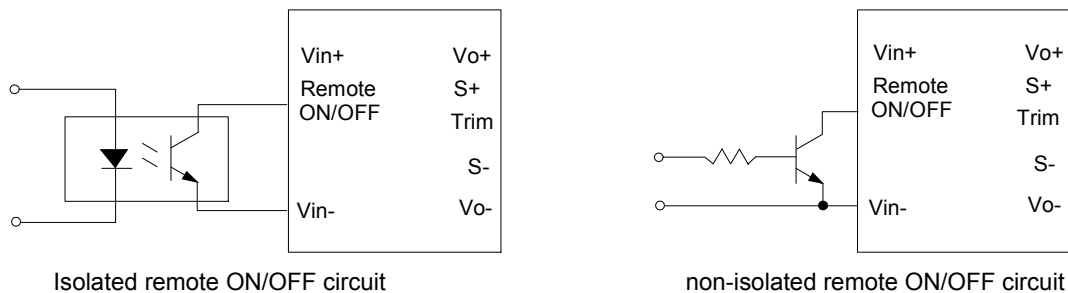 Vin+ Vo+
Remote S+
ON/OFF
Trim
S-
Vin- Vo-
Isolated remote ON/OFF circuit
Vin+ Vo+
Remote S+
ON/OFF
Trim
S-
Vin- Vo-
non-isolated remote ON/OFF circuit